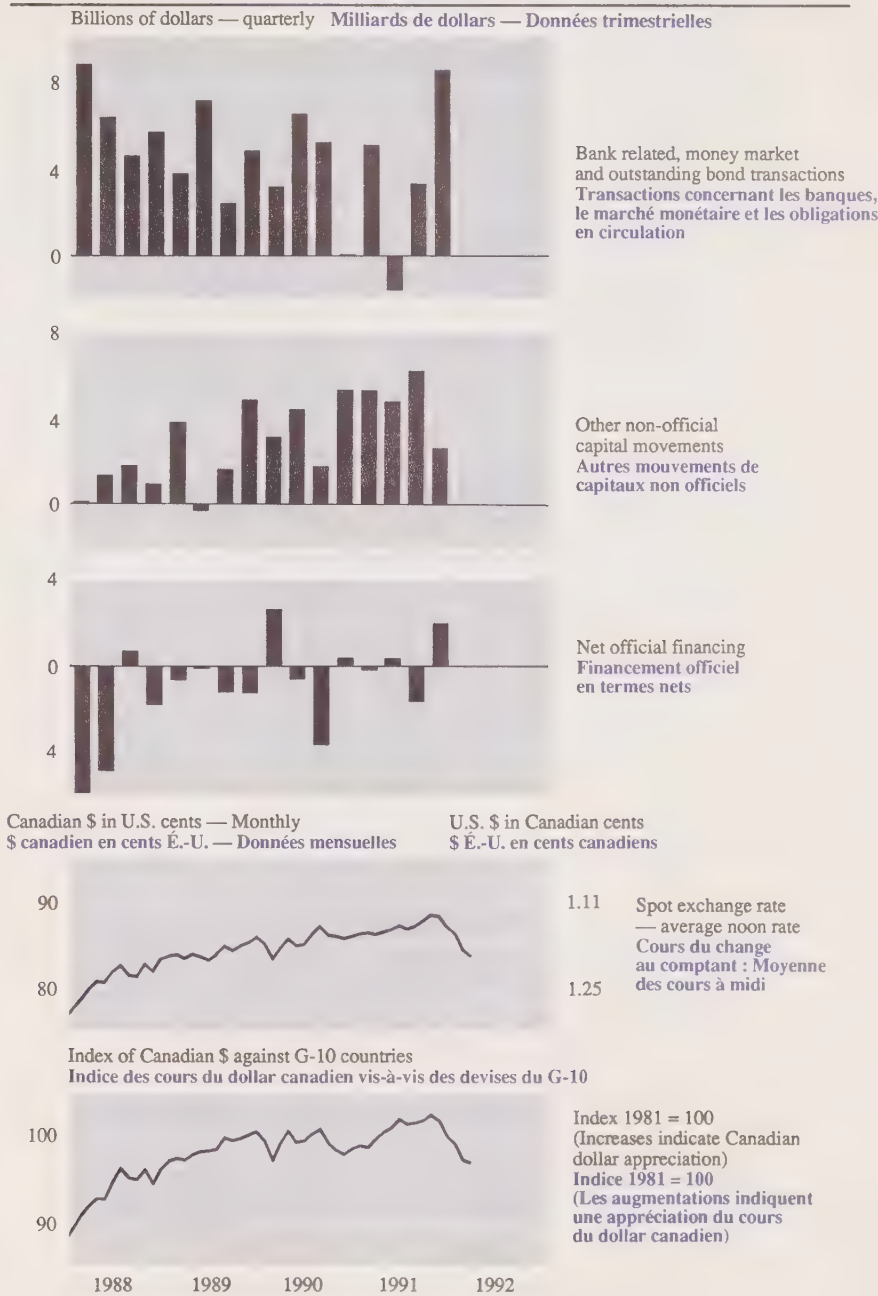 Billions of dollars — quarterly Milliards de dollars — Données trimestrielles
8
4
0
Bank related, money market
and outstanding bond transactions
Transactions concernant les banques,
le marché monétaire et les obligations
en circulation
8
4
0
Other non-official
capital movements
Autres mouvements de
capitaux non officiels
4
0
4
Net official financing
Financement officiel
en termes nets
Canadian $ in U.S. cents — Monthly
$ canadien en cents É.-U. — Données mensuelles
U.S. $ in Canadian cents
$ É.-U. en cents canadiens
90
80
1.11
1.25
Spot exchange rate
— average noon rate
Cours du change
au comptant : Moyenne
des cours à midi
Index of Canadian $ against G-10 countries
Indice des cours du dollar canadien vis-à-vis des devises du G-10
100
90
Index 1981 = 100
(Increases indicate Canadian
dollar appreciation)
Indice 1981 = 100
(Les augmentations indiquent
une appréciation du cours
du dollar canadien)
1988 1989 1990 1991 1992